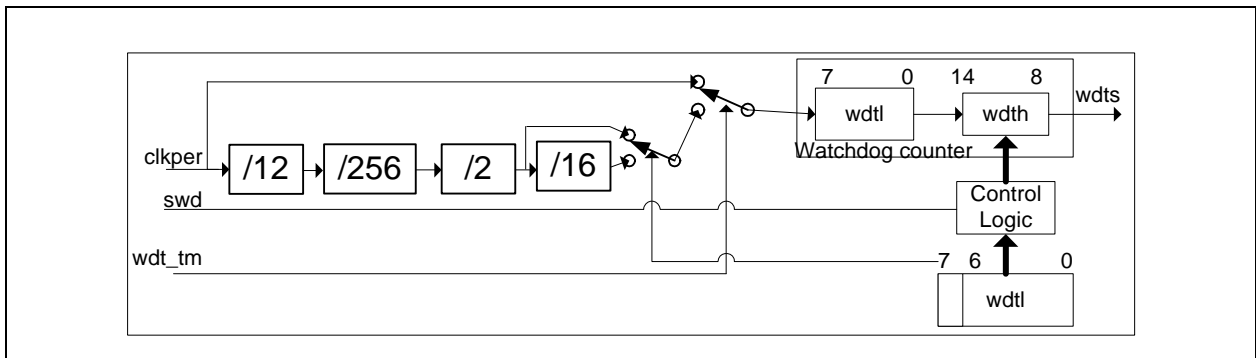 7 0 14 8
wdts
wdtl wdth
Watchdog counter
clkper
/12 /256 /2 /16
swd
Control
Logic
wdt_tm
7 6 0
wdtl